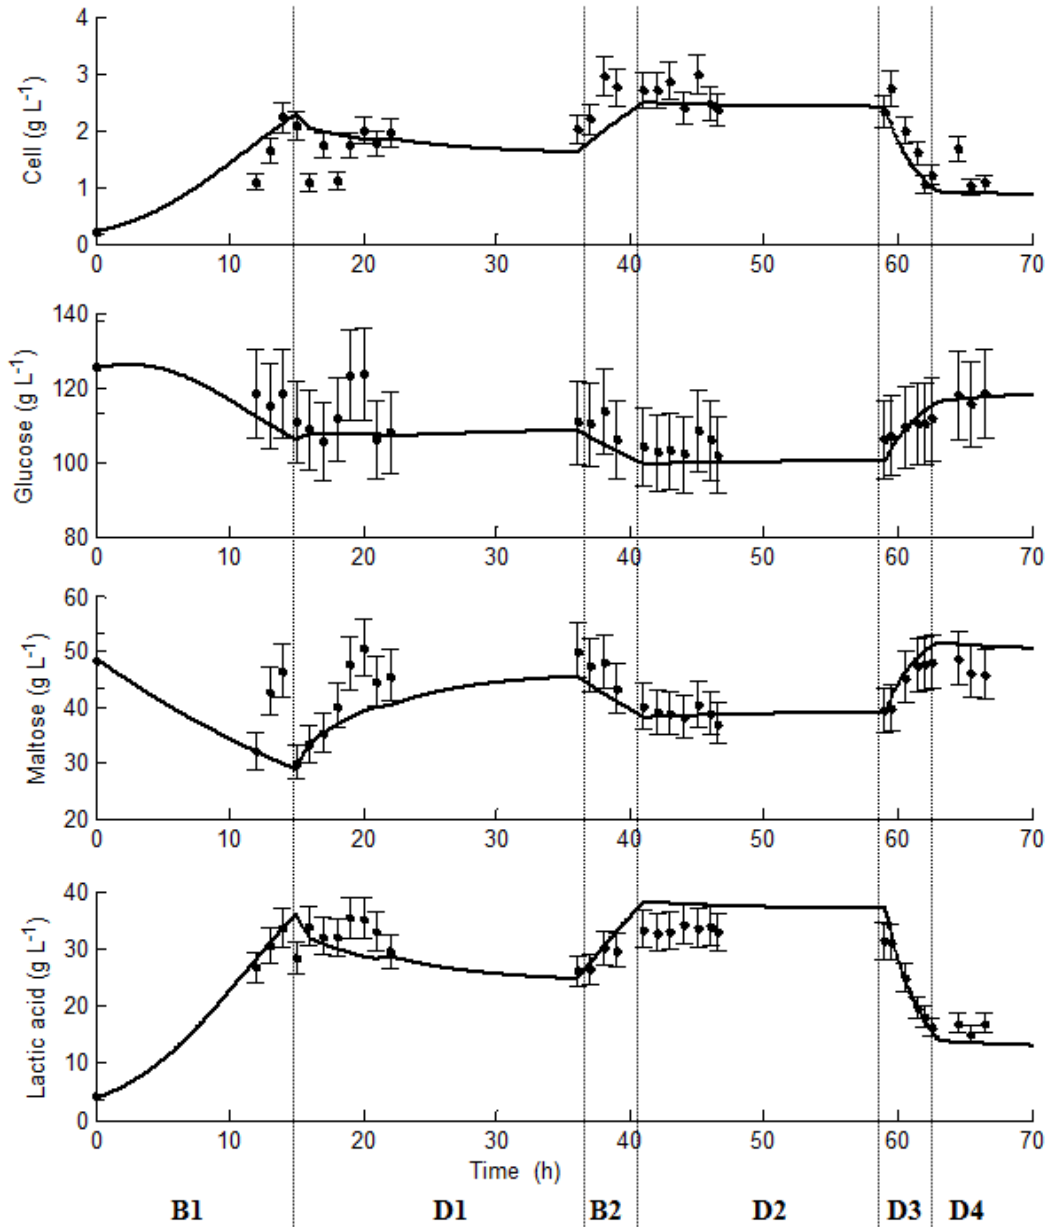 Cell (g L⁻¹)
4
3
2
1
0
0 10 20 30 40 50 60 70
Glucose (g L⁻¹)
140
120
100
80
0 10 20 30 40 50 60 70
Maltose (g L⁻¹)
60
50
40
30
20
0 10 20 30 40 50 60 70
Lactic acid (g L⁻¹)
40
30
20
10
0
0 10 20 30 40 50 60 70
Time (h)
B1 D1 B2 D2 D3 D4